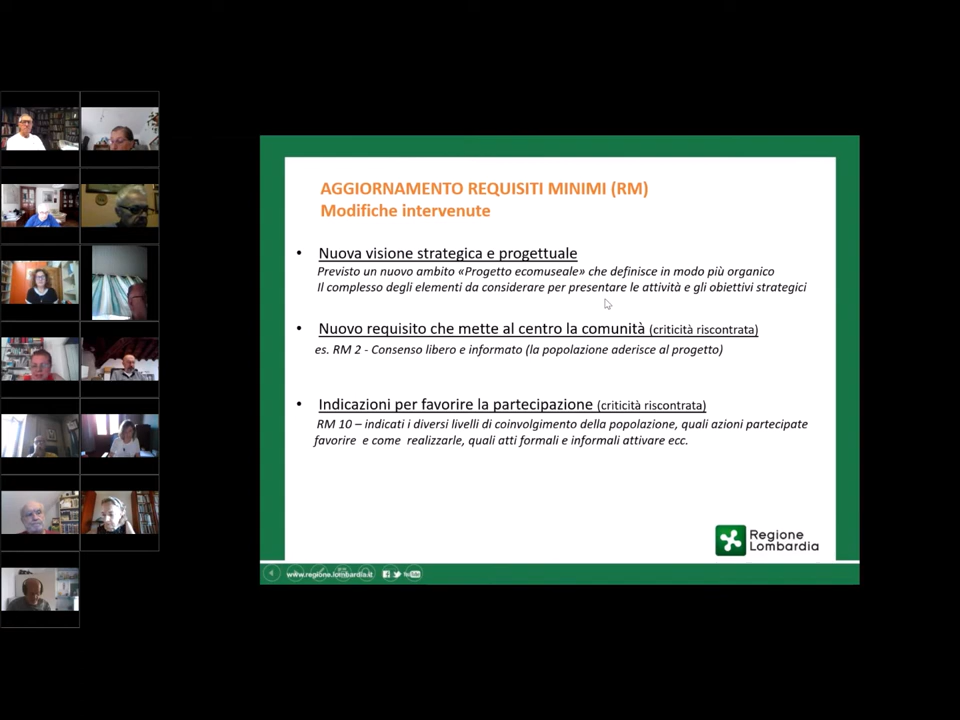 AGGIORNAMENTO REQUISITI MINIMI (RM)
Modifiche intervenute
• Nuova visione strategica e progettuale
Previsto un nuovo ambito «Progetto ecomuseale» che definisce in modo più organico
Il complesso degli elementi da considerare per presentare le attività e gli obiettivi strategici
• Nuovo requisito che mette al centro la comunità (criticità riscontrata)
es. RM 2 - Consenso libero e informato (la popolazione aderisce al progetto)
• Indicazioni per favorire la partecipazione (criticità riscontrata)
RM 10 – indicati i diversi livelli di coinvolgimento della popolazione, quali azioni partecipate
favorire e come realizzarle, quali atti formali e informali attivare ecc.
Regione
Lombardia
www.regione.lombardia.it
You Tube